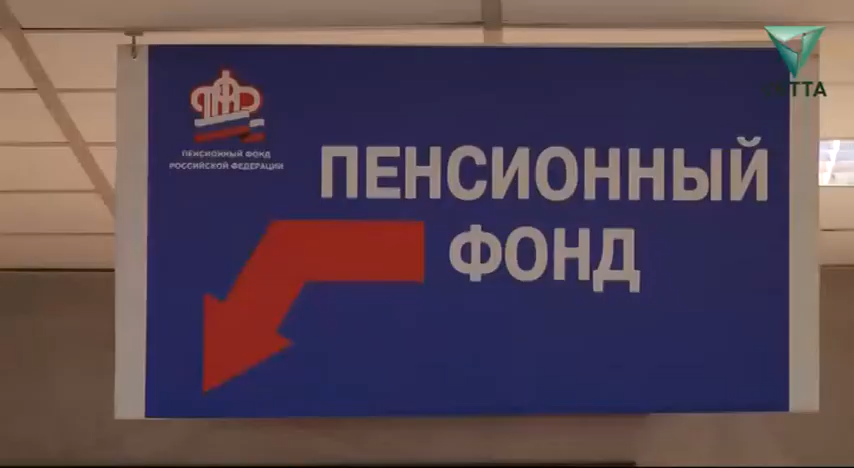 ПЕНСИОННЫЙ ФОНД
РОССИЙСКОЙ ФЕДЕРАЦИИ
ПЕНСИОННЫЙ
ФОНД